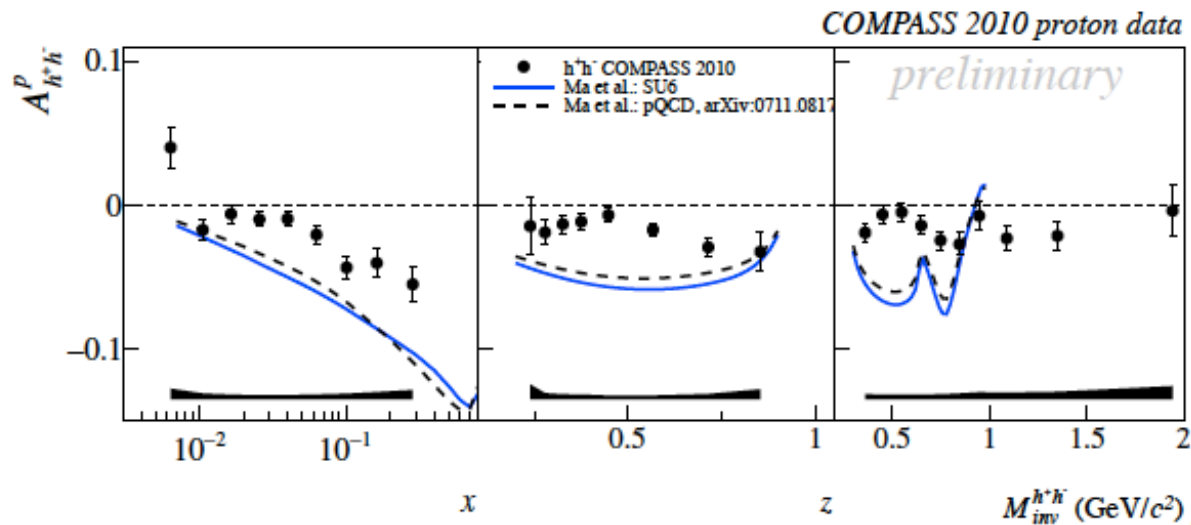 COMPASS 2010 proton data
preliminary
A^p_{h^+h^-}
0.1
0
−0.1
h^+h^- COMPASS 2010
Ma et al.: SU6
Ma et al.: pQCD, arXiv:0711.0817
10^{−2} 10^{−1}
0.5 1
0.5 1 1.5 2
x
z
M^{h^+h^-}_{inv} (GeV/c^2)